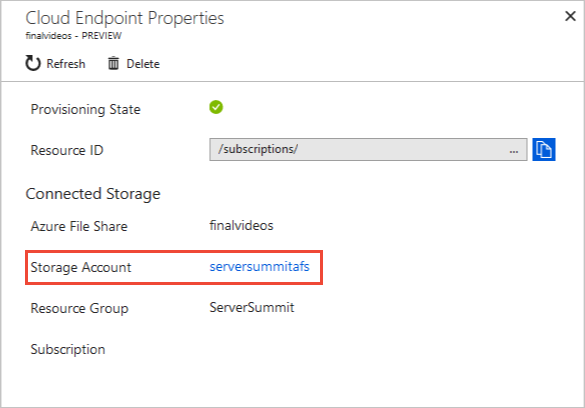 Cloud Endpoint Properties
finalvideos - PREVIEW
Refresh Delete
Provisioning State
Resource ID /subscriptions/ ...
Connected Storage
Azure File Share finalvideos
Storage Account serversummitafs
Resource Group ServerSummit
Subscription